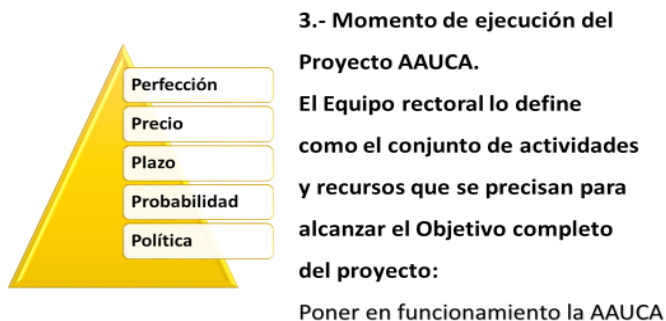 Perfección
Precio
Plazo
Probabilidad
Política
3.- Momento de ejecución del
Proyecto AAUCA.
El Equipo rectoral lo define
como el conjunto de actividades
y recursos que se precisan para
alcanzar el Objetivo completo
del proyecto:
Poner en funcionamiento la AAUCA